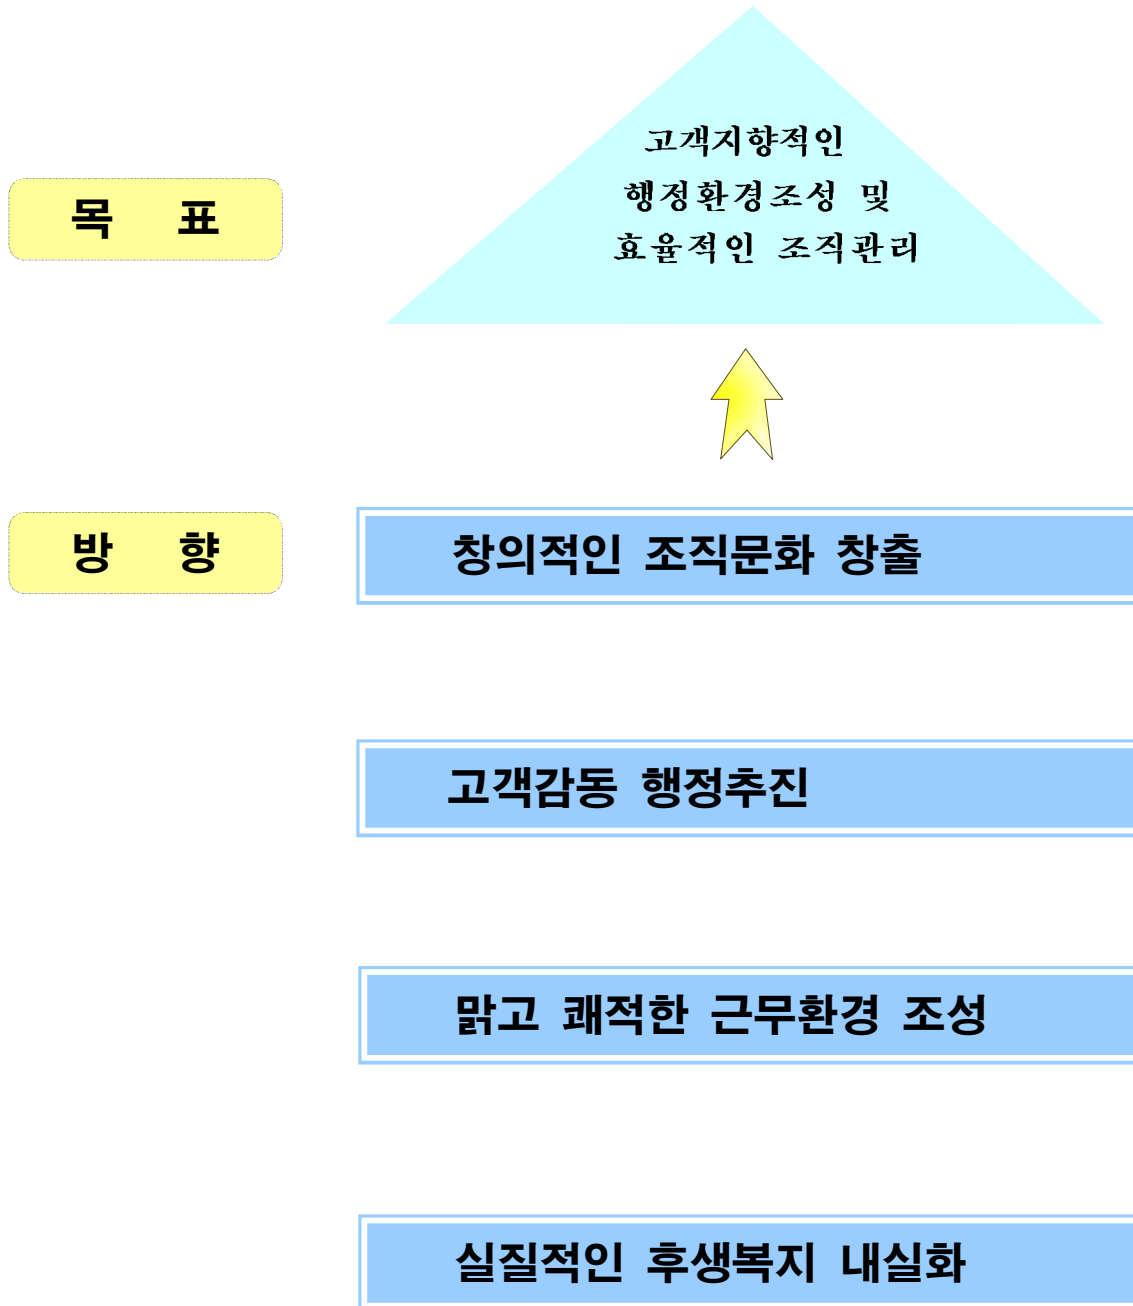 고객지향적인
행정환경조성 및
효율적인 조직관리
목 표
방 향
창의적인 조직문화 창출
고객감동 행정추진
맑고 쾌적한 근무환경 조성
실질적인 후생복지 내실화